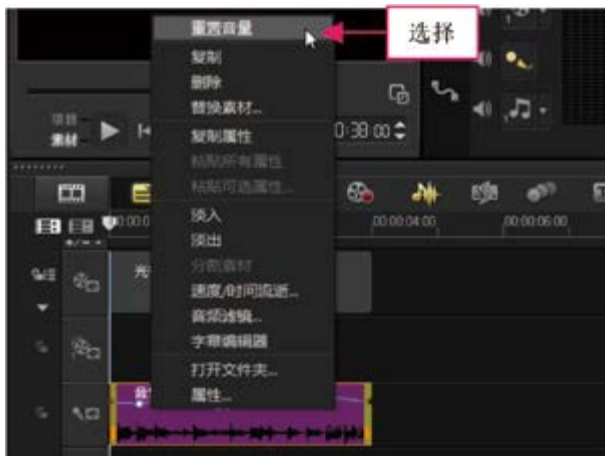 重置音量
选择
复制
删除
替换素材...
项目
素材
0:38:00
复制属性
粘贴所有属性
粘贴可选属性...
00:00:0
00:00:04:00
00:00:06:00
淡入
淡出
分割素材
速度/时间流逝...
音频滤镜...
字幕编辑器
打开文件夹...
属性...